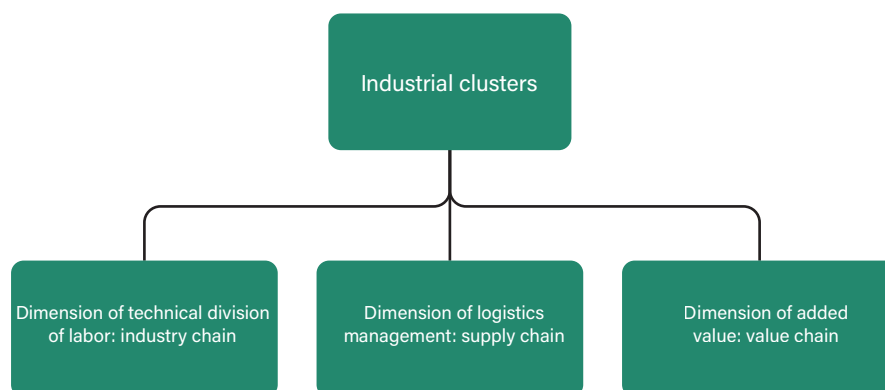 Industrial clusters
Dimension of technical division
of labor: industry chain
Dimension of logistics
management: supply chain
Dimension of added
value: value chain